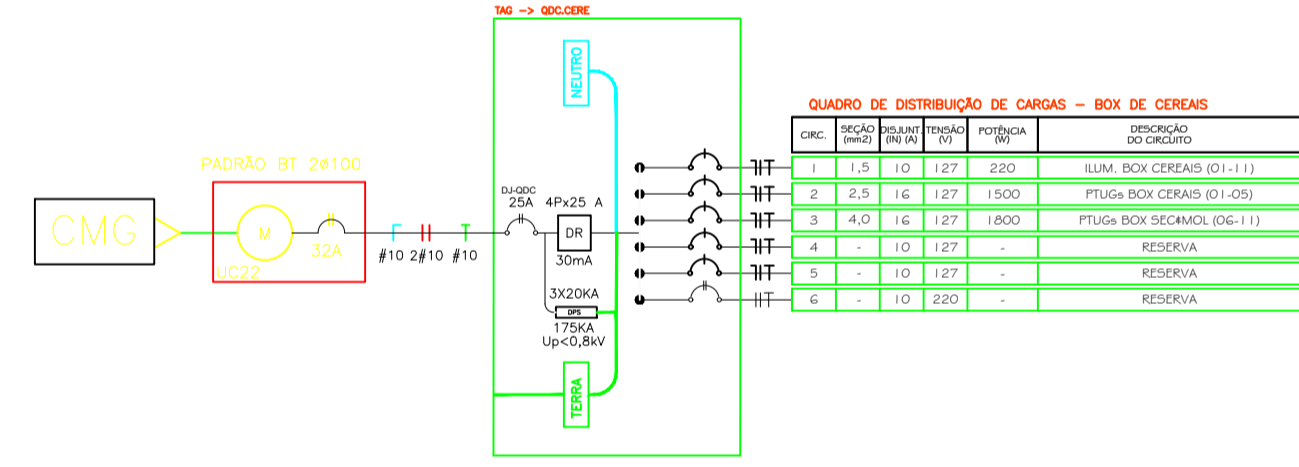 TAG -> QDC.CERE
NEUTRO
QUADRO DE DISTRIBUIÇÃO DE CARGAS – BOX DE CEREAIS
CIRC. SEÇÃO (mm2) DISJUNT. (IN) (A) TENSÃO (V) POTÊNCIA (W) DESCRIÇÃO DO CIRCUITO
1 1,5 10 127 220 ILUM. BOX CEREAIS (01-11)
2 2,5 16 127 1500 PTUGs BOX CERAIS (01-05)
3 4,0 16 127 1800 PTUGs BOX SEC&MOL (06-11)
4 - 10 127 - RESERVA
5 - 10 127 - RESERVA
6 - 10 220 - RESERVA
PADRÃO BT 2ø100
CMG
M
32A
UC22
#10 2#10 #10
DJ-QDC
25A
4Px25 A
DR
30mA
3X20KA
DPS
175KA
Up<0,8kV
TERRA